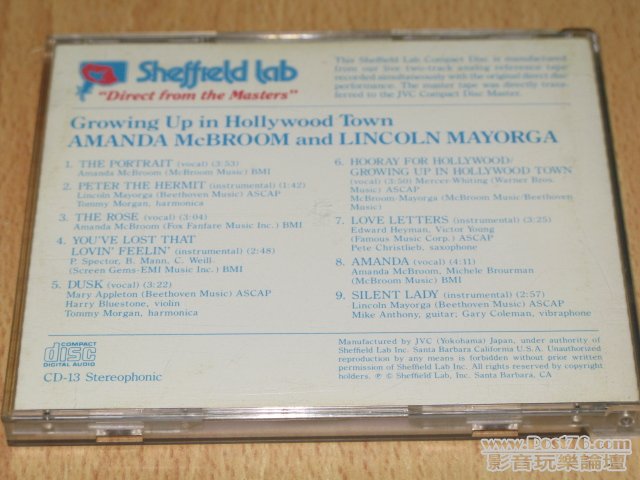 Sheffield Lab
"Direct from the Masters"
This Sheffield Lab Compact Disc is manufactured
from our live two-track analog reference tape
recorded simultaneously with the original direct disc
performance. The master tape was directly trans-
ferred to the JVC Compact Disc Master.
Growing Up in Hollywood Town
AMANDA McBROOM and LINCOLN MAYORGA
1. THE PORTRAIT (vocal) (3:53)
Amanda McBroom (McBroom Music) BMI
2. PETER THE HERMIT (instrumental) (1:42)
Lincoln Mayorga (Beethoven Music) ASCAP
Tommy Morgan, harmonica
3. THE ROSE (vocal) (3:04)
Amanda McBroom (Fox Fanfare Music Inc.) BMI
4. YOU'VE LOST THAT
LOVIN' FEELIN' (instrumental) (2:48)
P. Spector, B. Mann, C. Weill-
(Screen Gems-EMI Music Inc.) BMI
5. DUSK (vocal) (3:22)
Mary Appleton (Beethoven Music) ASCAP
Harry Bluestone, violin
Tommy Morgan, harmonica
6. HOORAY FOR HOLLYWOOD/
GROWING UP IN HOLLYWOOD TOWN
(vocal) (3:50) Mercer-Whiting (Warner Bros.
Music) ASCAP
McBroom-Mayorga (McBroom Music/Beethoven
Music)
7. LOVE LETTERS (instrumental) (3:25)
Edward Heyman, Victor Young
(Famous Music Corp.) ASCAP
Pete Christlieb, saxophone
8. AMANDA (vocal) (4:11)
Amanda McBroom, Michele Brourman
(McBroom Music) BMI
9. SILENT LADY (instrumental) (2:57)
Lincoln Mayorga (Beethoven Music) ASCAP
Mike Anthony, guitar; Gary Coleman, vibraphone
COMPACT
disc
DIGITAL AUDIO
CD-13 Stereophonic
Manufactured by JVC (Yokohama) Japan, under authority of
Sheffield Lab Inc. Santa Barbara California U.S.A. Unauthorized
reproduction by any means is forbidden without prior written
permission of Sheffield Lab Inc. All rights reserved by copyright
holders. ℗ © Sheffield Lab, Inc. Santa Barbara, CA
www.Post76.com
影音玩樂論壇